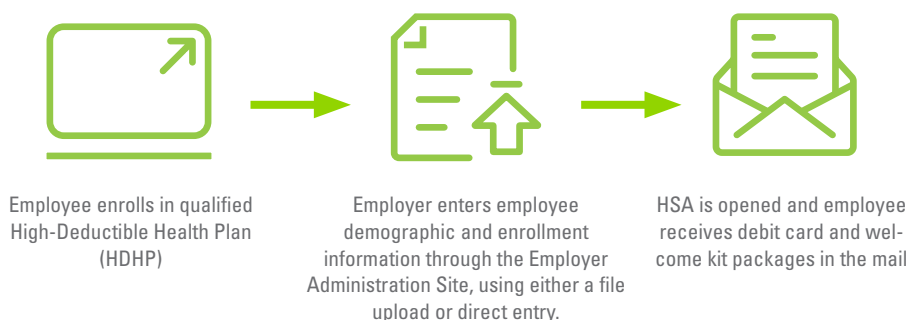 Employee enrolls in qualified
High-Deductible Health Plan
(HDHP)
Employer enters employee
demographic and enrollment
information through the Employer
Administration Site, using either a file
upload or direct entry.
HSA is opened and employee
receives debit card and wel-
come kit packages in the mail